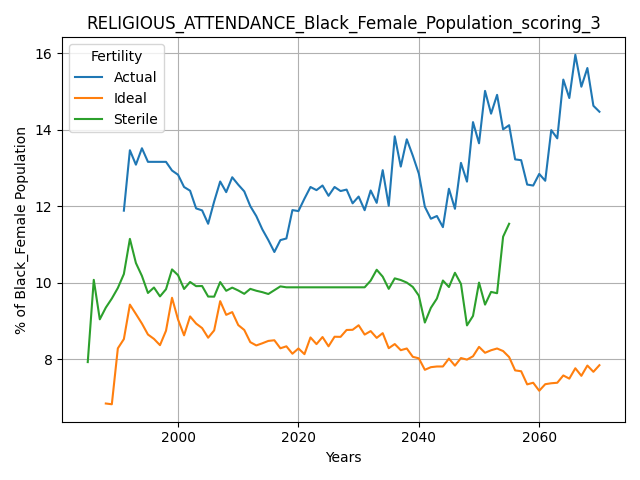 RELIGIOUS_ATTENDANCE_Black_Female_Population_scoring_3
Fertility
Actual
Ideal
Sterile
% of Black_Female Population
16
14
12
10
8
2000
2020
2040
2060
Years